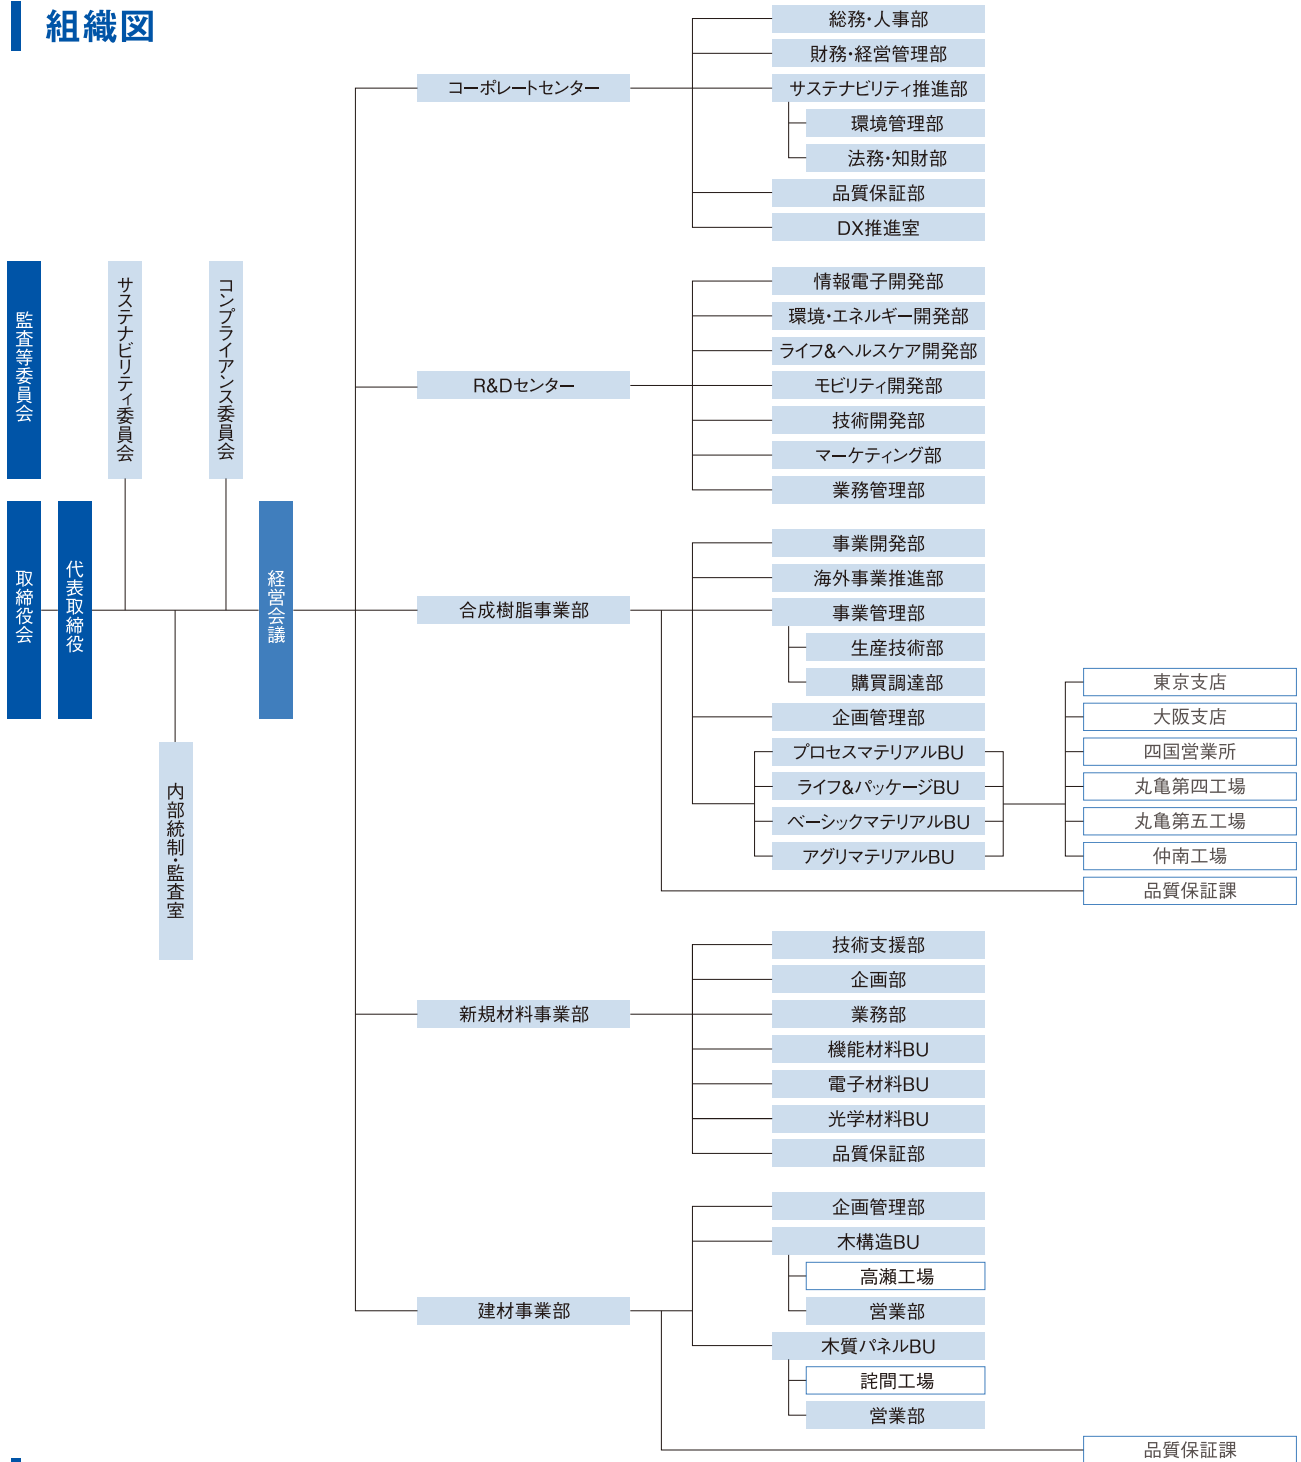 組織図
監査等委員会
取締役会
代表取締役
サステナビリティ委員会
コンプライアンス委員会
内部統制・監査室
経営会議
コーポレートセンター
総務・人事部
財務・経営管理部
サステナビリティ推進部
環境管理部
法務・知財部
品質保証部
DX推進室
R&Dセンター
情報電子開発部
環境・エネルギー開発部
ライフ&ヘルスケア開発部
モビリティ開発部
技術開発部
マーケティング部
業務管理部
合成樹脂事業部
事業開発部
海外事業推進部
事業管理部
生産技術部
購買調達部
企画管理部
プロセスマテリアルBU
ライフ&パッケージBU
ベーシックマテリアルBU
アグリマテリアルBU
東京支店
大阪支店
四国営業所
丸亀第四工場
丸亀第五工場
仲南工場
品質保証課
新規材料事業部
技術支援部
企画部
業務部
機能材料BU
電子材料BU
光学材料BU
品質保証部
建材事業部
企画管理部
木構造BU
高瀬工場
営業部
木質パネルBU
詫間工場
営業部
品質保証課